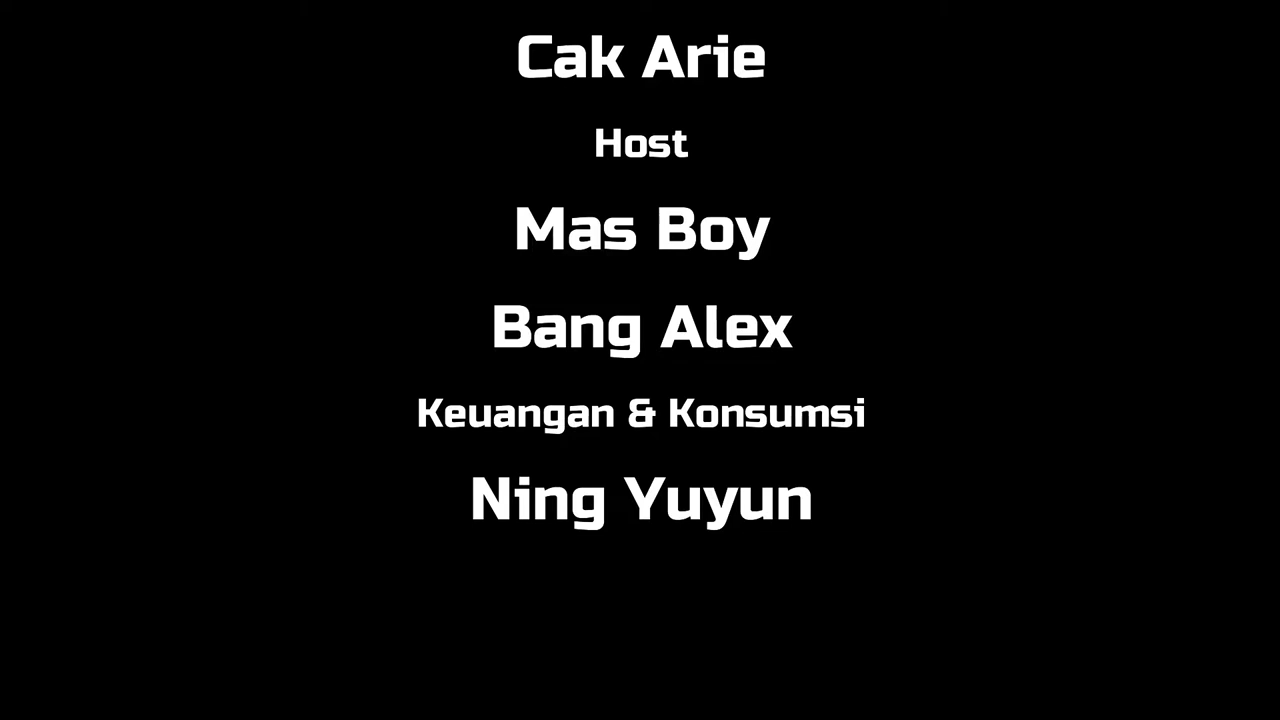 Cak Arie
Host
Mas Boy
Bang Alex
Keuangan & Konsumsi
Ning Yuyun